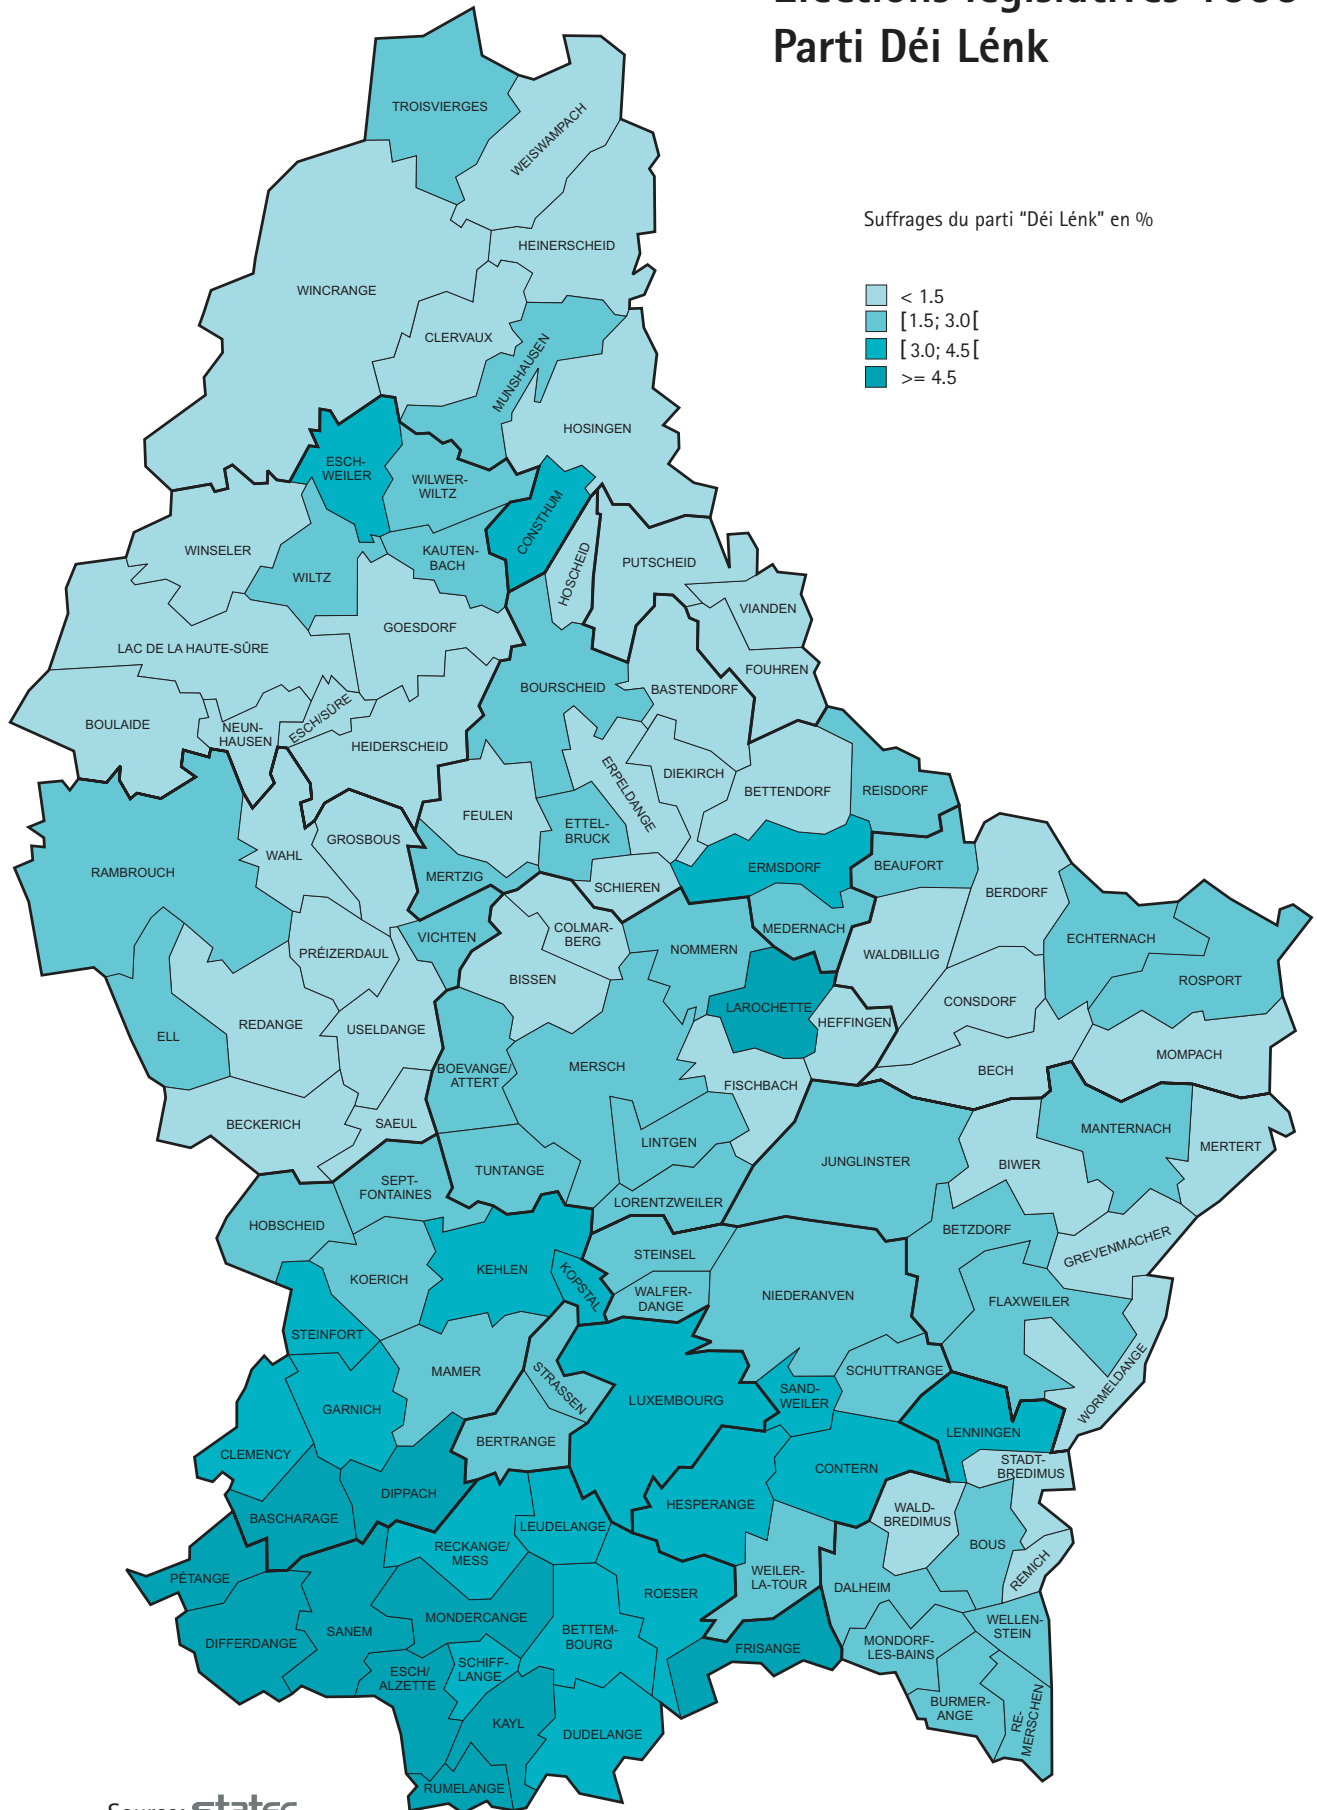 Parti Déi Lénk
Suffrages du parti "Déi Lénk" en %
< 1.5
[1.5; 3.0[
[3.0; 4.5[
>= 4.5
TROISVIERGES
WEISWAMPACH
HEINERSCHEID
WINCRANGE
CLERVAUX
MUNSHAUSEN
HOSINGEN
ESCH-
WEILER
WILWER-
WILTZ
CONSTHUM
WINSELER
WILTZ
KAUTEN-
BACH
HOSCHEID
PUTSCHEID
VIANDEN
GOESDORF
LAC DE LA HAUTE-SÛRE
FOUHREN
BOURSCHEID
BASTENDORF
BOULAIDE
NEUN-
HAUSEN
ESCH/SÛRE
HEIDERSCHEID
ERPELDANGE
DIEKIRCH
BETTENDORF
REISDORF
FEULEN
ETTEL-
BRUCK
GROSBOUS
WAHL
RAMBROUCH
MERTZIG
SCHIEREN
ERMSDORF
BEAUFORT
BERDORF
VICHTEN
COLMAR-
BERG
MEDERNACH
NOMMERN
PRÉIZERDAUL
WALDBILLIG
ECHTERNACH
ROSPORT
BISSEN
LAROCHETTE
HEFFINGEN
CONSDORF
ELL
REDANGE
USELDANGE
MOMPACH
BOEVANGE/
ATTERT
MERSCH
FISCHBACH
BECH
BECKERICH
SAEUL
LINTGEN
MANTERNACH
MERTERT
JUNGLINSTER
BIWER
TUNTANGE
SEPT-
FONTAINES
LORENTZWEILER
HOBSCHEID
BETZDORF
GREVENMACHER
STEINSEL
KOERICH
KEHLEN
KOPSTAL
WALFER-
DANGE
NIEDERANVEN
FLAXWEILER
STEINFORT
MAMER
STRASSEN
SCHUTTRANGE
WORMELDANGE
LUXEMBOURG
SAND-
WEILER
GARNICH
BERTRANGE
LENNINGEN
CLEMENCY
CONTERN
STADT-
BREDIMUS
DIPPACH
HESPERANGE
WALD-
BREDIMUS
BASCHARAGE
LEUDELANGE
RECKANGE/
MESS
BOUS
REMICH
PÉTANGE
WEILER-
LA-TOUR
DALHEIM
ROESER
MONDERCANGE
WELLEN-
STEIN
DIFFERDANGE
SANEM
BETTEM-
BOURG
FRISANGE
MONDORF-
LES-BAINS
SCHIFF-
LANGE
ESCH/
ALZETTE
BURMER-
ANGE
RE-
MERSCHEN
KAYL
DUDELANGE
RUMELANGE